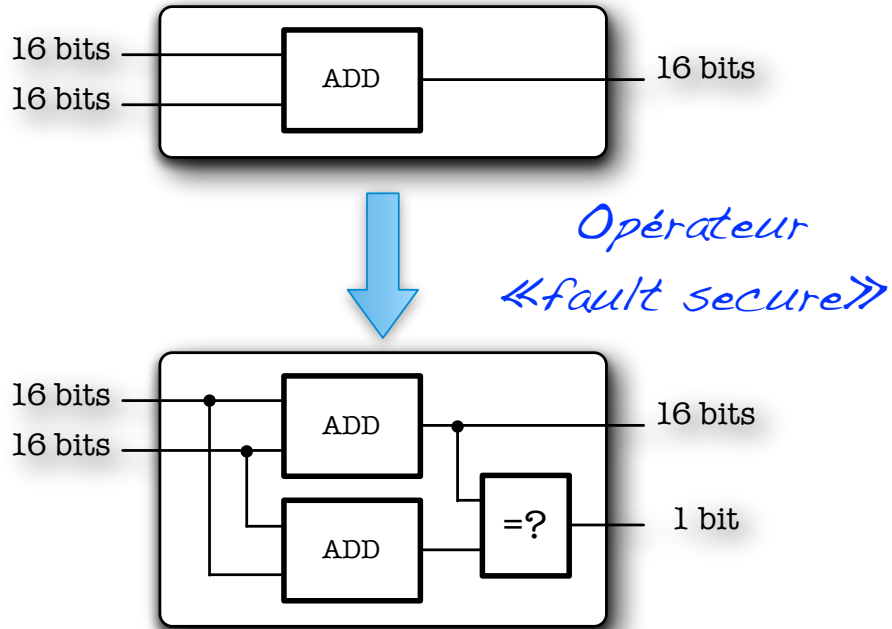 16 bits
16 bits
ADD
16 bits
Opérateur
≪fault secure≫
16 bits
16 bits
ADD
16 bits
ADD
=?
1 bit